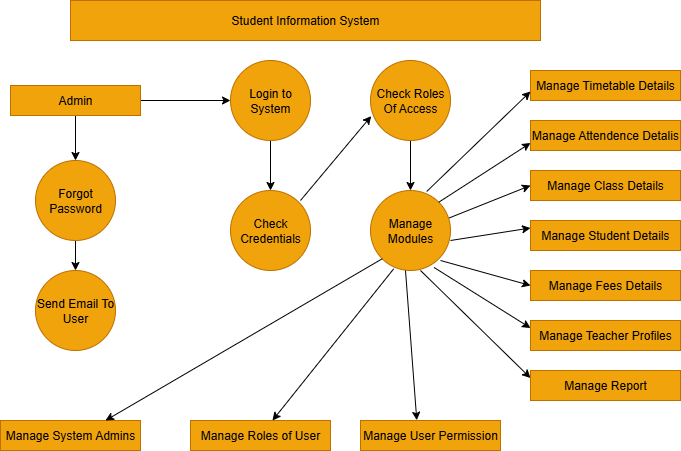 Student Information System
Admin
Login to
System
Check Roles
Of Access
Manage Timetable Details
Manage Attendence Detalis
Manage Class Details
Forgot
Password
Check
Credentials
Manage
Modules
Manage Student Details
Manage Fees Details
Send Email To
User
Manage Teacher Profiles
Manage Report
Manage System Admins
Manage Roles of User
Manage User Permission